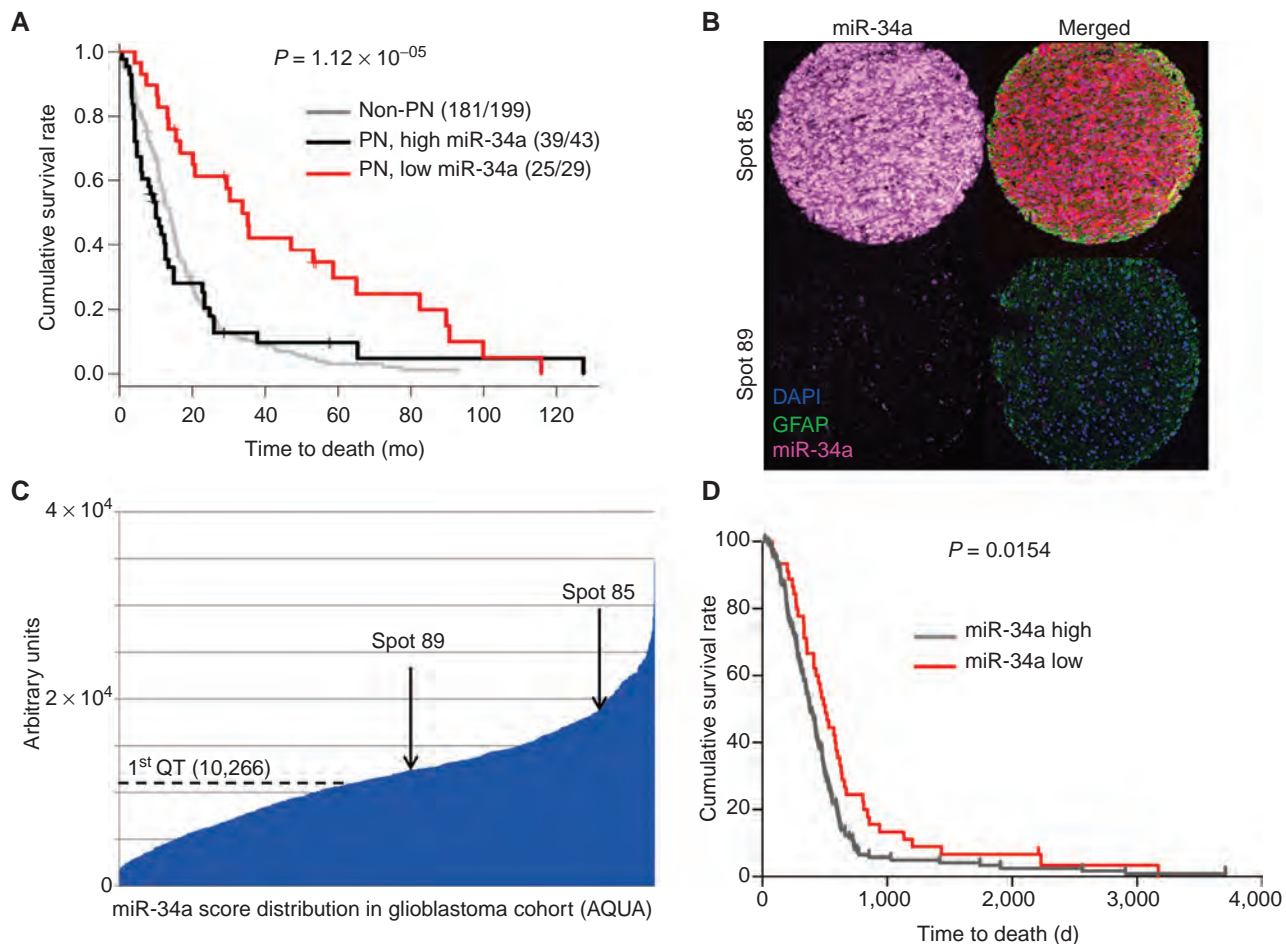 A
P = 1.12 × 10⁻⁰⁵
Non-PN (181/199)
PN, high miR-34a (39/43)
PN, low miR-34a (25/29)
Cumulative survival rate
1.0
0.8
0.6
0.4
0.2
0.0
0 20 40 60 80 100 120
Time to death (mo)
B
miR-34a Merged
Spot 85
Spot 89
DAPI
GFAP
miR-34a
C
4 × 10⁴
2 × 10⁴
0
Arbitrary units
Spot 85
Spot 89
1ˢᵗ QT (10,266)
miR-34a score distribution in glioblastoma cohort (AQUA)
D
P = 0.0154
miR-34a high
miR-34a low
Cumulative survival rate
100
80
60
40
20
0
0 1,000 2,000 3,000 4,000
Time to death (d)